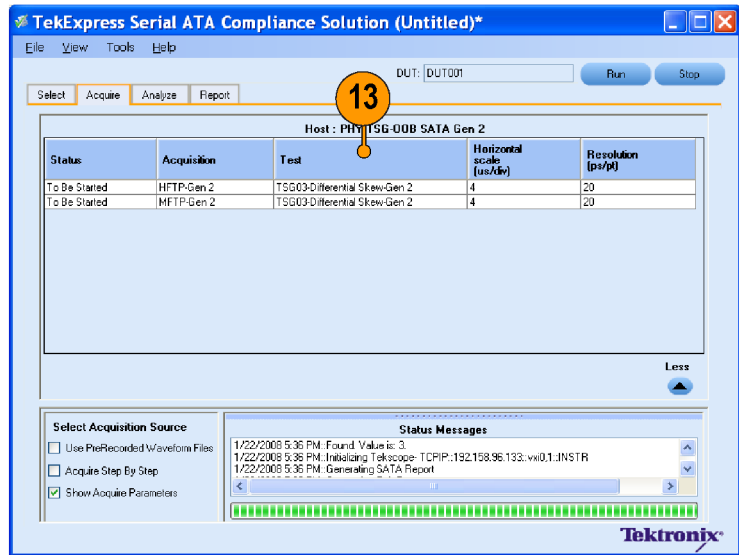 TekExpress Serial ATA Compliance Solution (Untitled)*
File View Tools Help
DUT: DUT001 Run Stop
Select Acquire Analyze Report
13
Host : PHY TSG-OOB SATA Gen 2
Status Acquisition Test Horizontal scale (us/div) Resolution (ps/pt)
To Be Started HFTP-Gen 2 TSG03-Differential Skew-Gen 2 4 20
To Be Started MFTP-Gen 2 TSG03-Differential Skew-Gen 2 4 20
Less
Select Acquisition Source
Use PreRecorded Waveform Files
Acquire Step By Step
Show Acquire Parameters
Status Messages
1/22/2008 5:36 PM::Found. Value is: 3.
1/22/2008 5:36 PM::Initializing Tekscope- TCPIP::192.158.96.133::vxi0,1::INSTR
1/22/2008 5:36 PM::Generating SATA Report
Tektronix